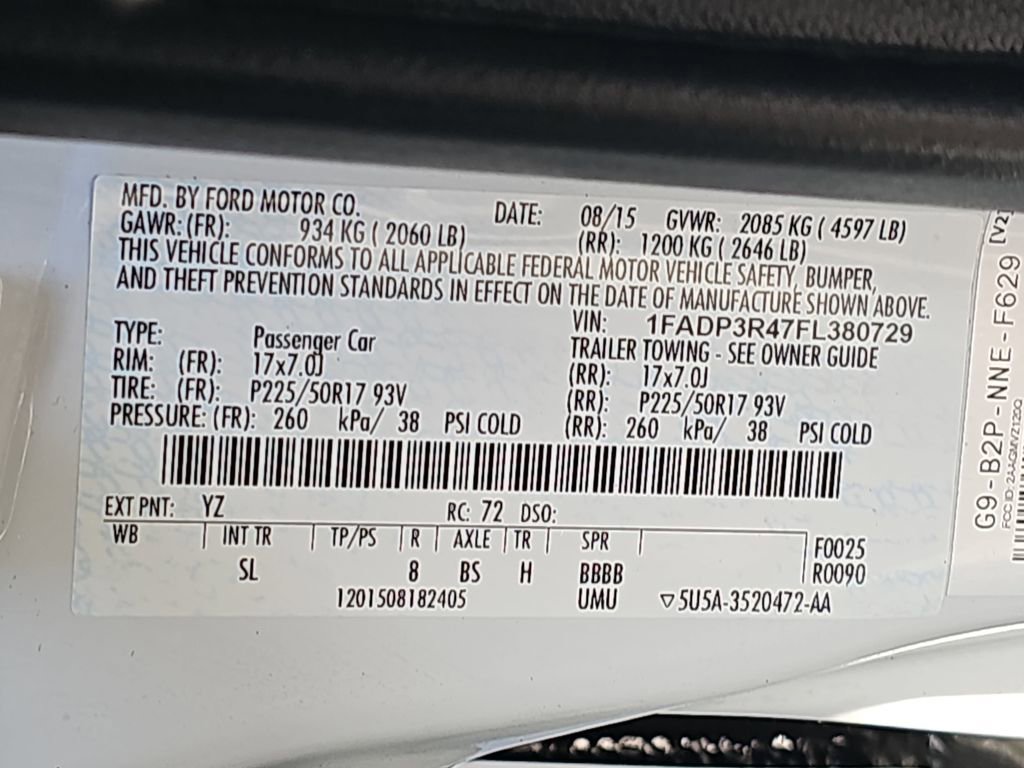 MFD. BY FORD MOTOR CO. DATE: 08/15 GVWR: 2085 KG ( 4597 LB)
GAWR: (FR): 934 KG ( 2060 LB) (RR): 1200 KG ( 2646 LB)
THIS VEHICLE CONFORMS TO ALL APPLICABLE FEDERAL MOTOR VEHICLE SAFETY, BUMPER,
AND THEFT PREVENTION STANDARDS IN EFFECT ON THE DATE OF MANUFACTURE SHOWN ABOVE.
VIN: 1FADP3R47FL380729
TYPE: Passenger Car TRAILER TOWING - SEE OWNER GUIDE
RIM: (FR): 17x7.0J (RR): 17x7.0J
TIRE: (FR): P225/50R17 93V (RR): P225/50R17 93V
PRESSURE: (FR): 260 kPa/ 38 PSI COLD (RR): 260 kPa/ 38 PSI COLD
EXT PNT: YZ RC: 72 DSO:
WB INT TR TP/PS R AXLE TR SPR F0025
SL 8 BS H BBBB R0090
1201508182405 UMU ▽5U5A-3520472-AA
G9-B2P-NNE-F629 [V2]
FCC ID: 2AAQMVZ120Q